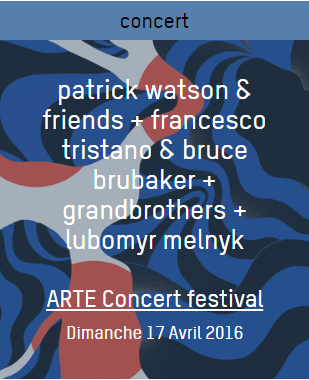 concert
patrick watson &
friends + francesco
tristano & bruce
brubaker +
grandbrothers +
lubomyr melnyk
ARTE Concert festival
Dimanche 17 Avril 2016